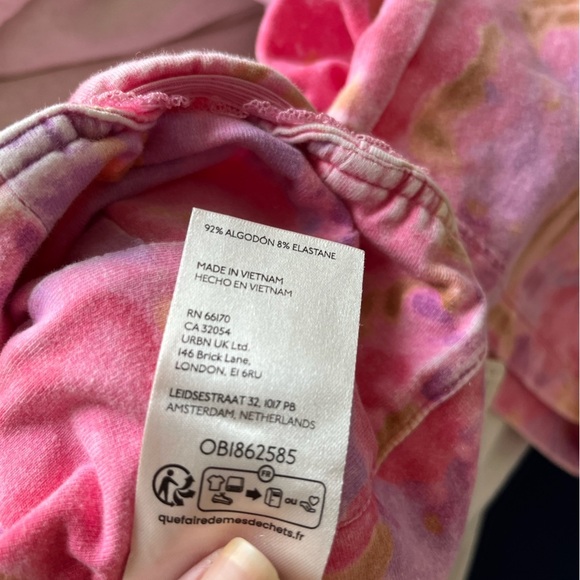 92% ALGODÓN 8% ELASTANE
MADE IN VIETNAM
HECHO EN VIETNAM
RN 66170
CA 32054
URBN UK Ltd.
146 Brick Lane,
LONDON, E1 6RU
LEIDSESTRAAT 32, 1017 PB
AMSTERDAM, NETHERLANDS
OB1862585
FR
OU
quefairedemesdechets.fr